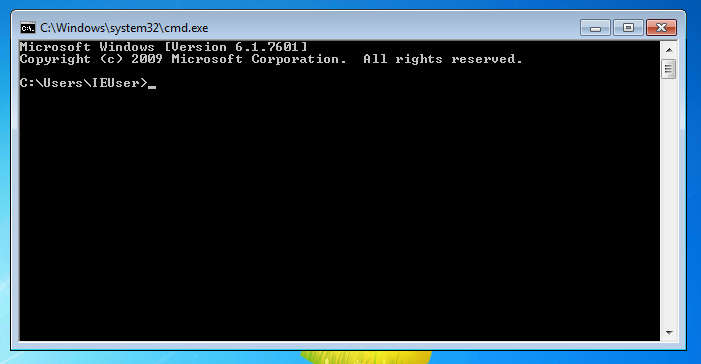 C:\Windows\system32\cmd.exe
Microsoft Windows [Version 6.1.7601]
Copyright (c) 2009 Microsoft Corporation.  All rights reserved.
C:\Users\IEUser>_